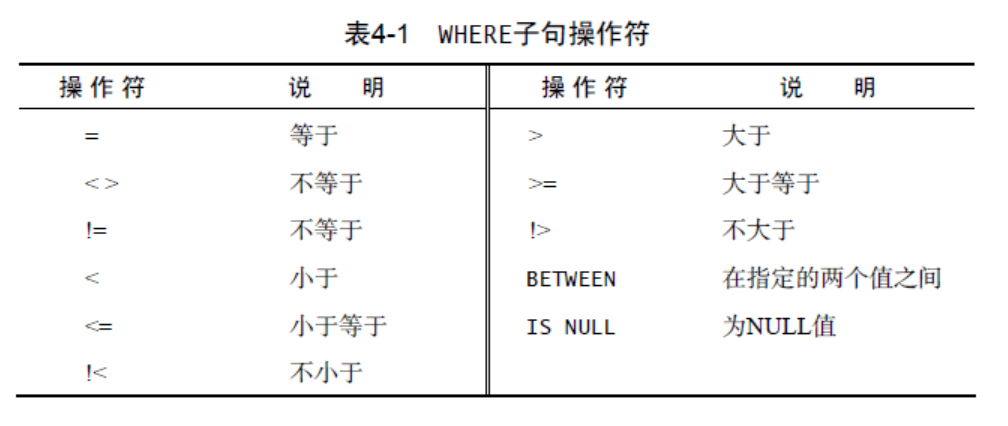 表4-1 WHERE子句操作符
操作符 说 明 操作符 说 明
= 等于 > 大于
<> 不等于 >= 大于等于
!= 不等于 !> 不大于
< 小于 BETWEEN 在指定的两个值之间
<= 小于等于 IS NULL 为NULL值
!< 不小于